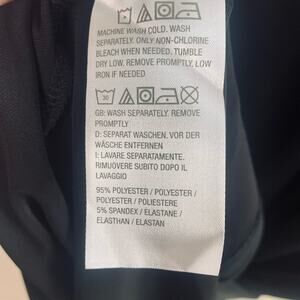 MACHINE WASH COLD. WASH
SEPARATELY. ONLY NON-CHLORINE
BLEACH WHEN NEEDED. TUMBLE
DRY LOW. REMOVE PROMPTLY, LOW
IRON IF NEEDED
30
GB: WASH SEPARATELY. REMOVE
PROMPTLY
D: SEPARAT WASCHEN. VOR DER
WÄSCHE ENTFERNEN
I: LAVARE SEPARATAMENTE.
RIMUOVERE SUBITO DOPO IL
LAVAGGIO
95% POLYESTER / POLYESTER /
POLYESTER / POLIESTERE
5% SPANDEX / ELASTANE /
ELASTHAN / ELASTAN